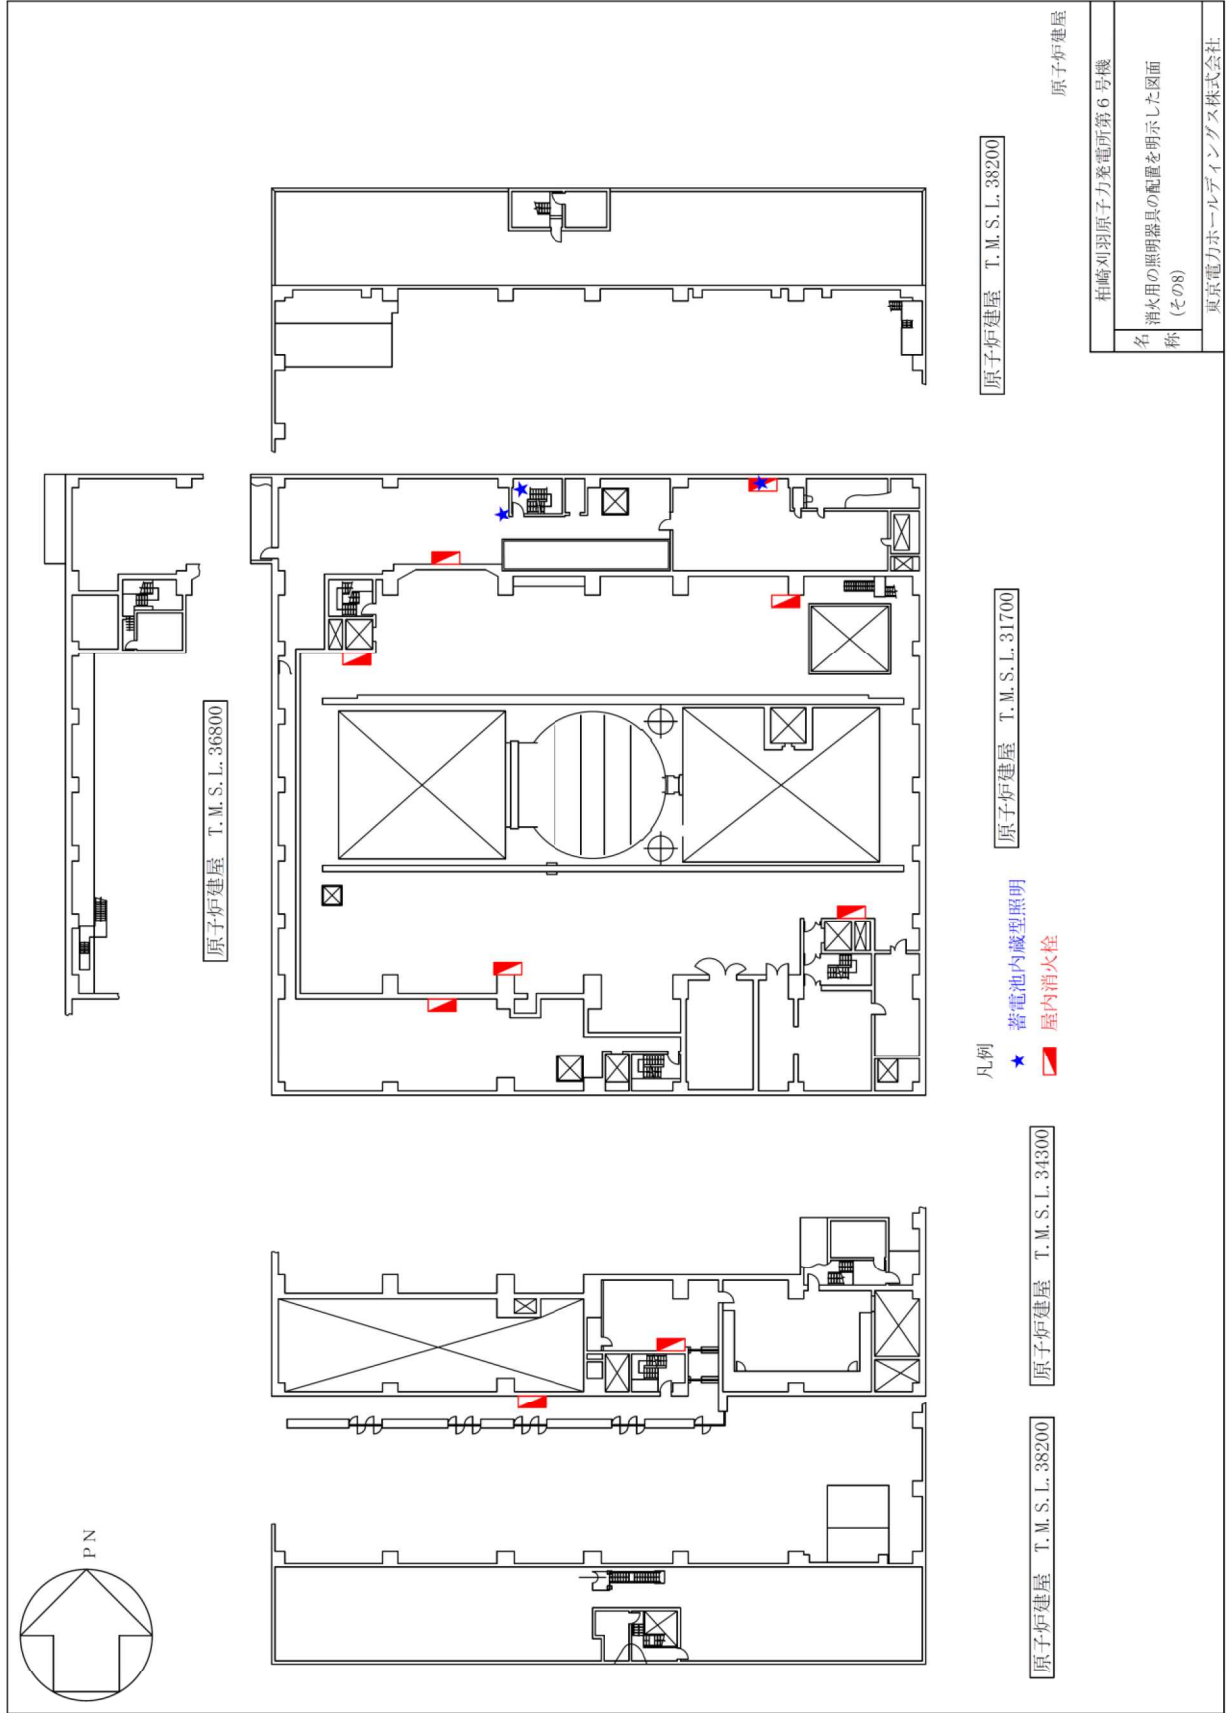 PN
原子炉建屋 T.M.S.L. 36800
原子炉建屋 T.M.S.L. 38200
原子炉建屋 T.M.S.L. 34300
原子炉建屋 T.M.S.L. 31700
原子炉建屋 T.M.S.L. 38200
凡例
蓄電池内蔵型照明
屋内消火栓
原子炉建屋
柏崎刈羽原子力発電所第6号機
名称
消火用の照明器具の配置を明示した図面
(その8)
東京電力ホールディングス株式会社